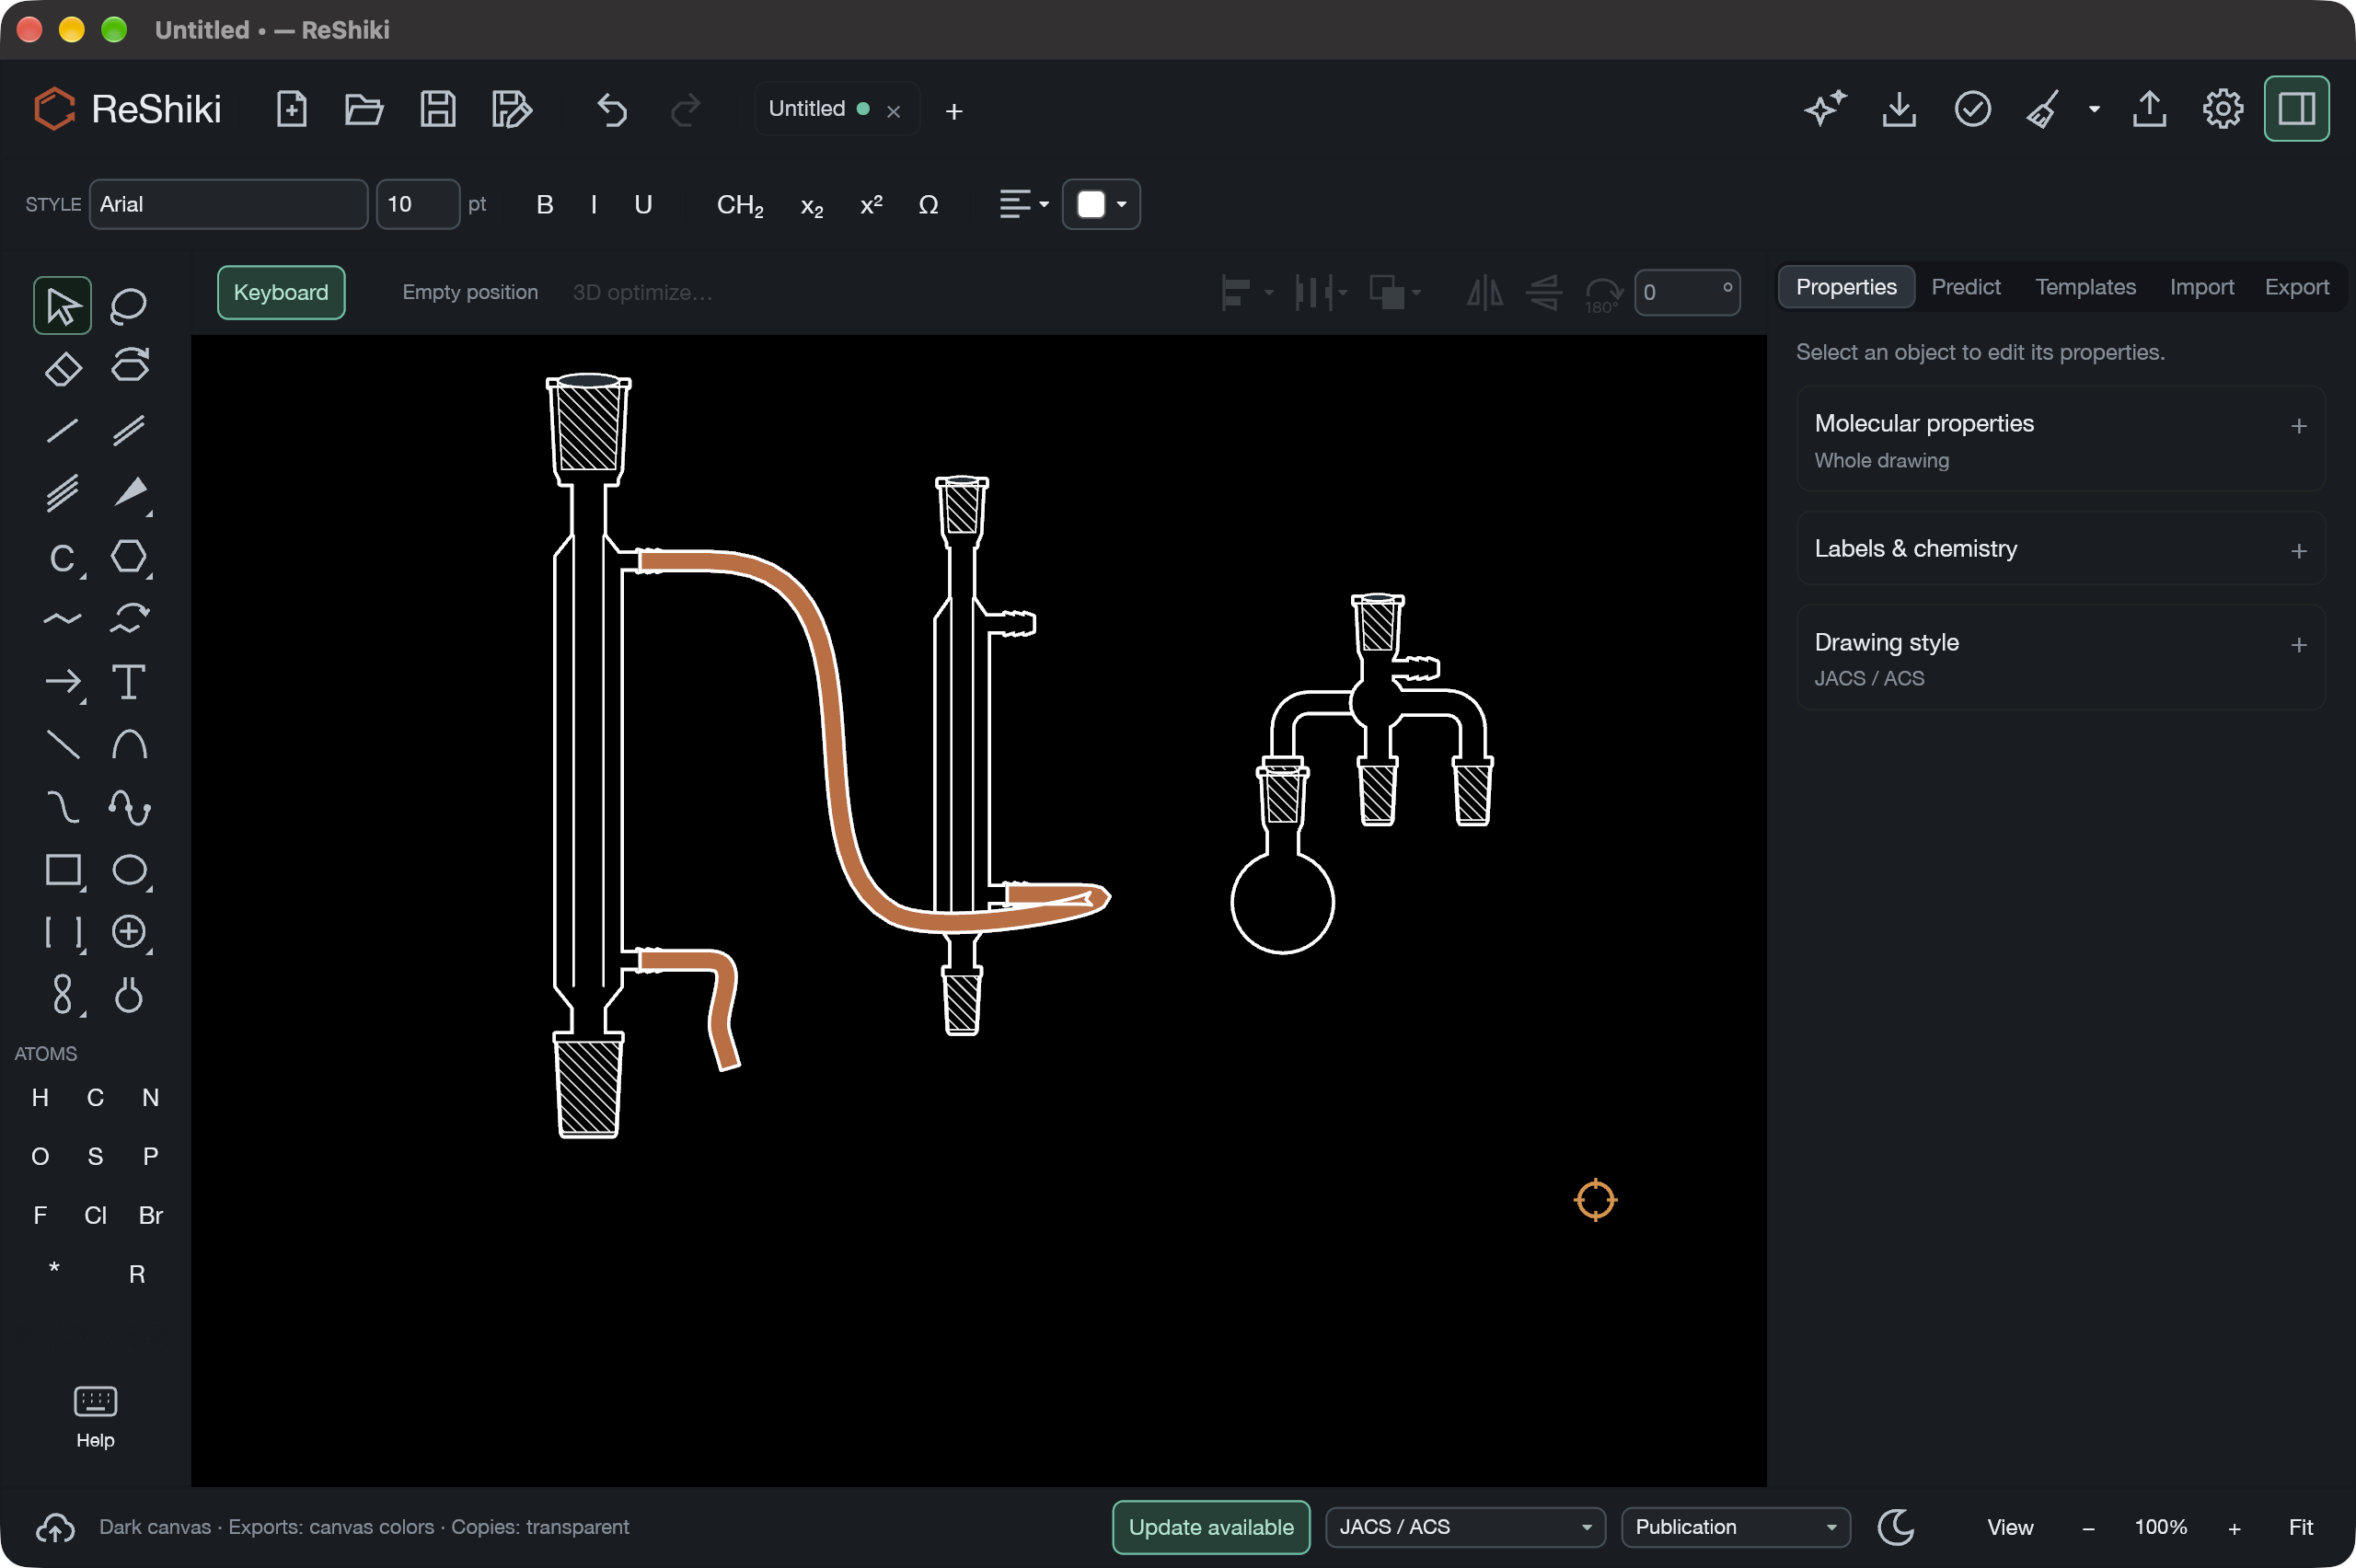 Untitled • — ReShiki
ReShiki
Untitled
STYLE Arial 10 pt B I U CH₂ x₂ x² Ω
Keyboard Empty position 3D optimize… 180° 0 °
Properties Predict Templates Import Export
Select an object to edit its properties.
Molecular properties +
Whole drawing
Labels & chemistry +
Drawing style +
JACS / ACS
C
T
ATOMS
H C N
O S P
F Cl Br
* R
Help
Dark canvas · Exports: canvas colors · Copies: transparent
Update available JACS / ACS Publication View – 100% + Fit